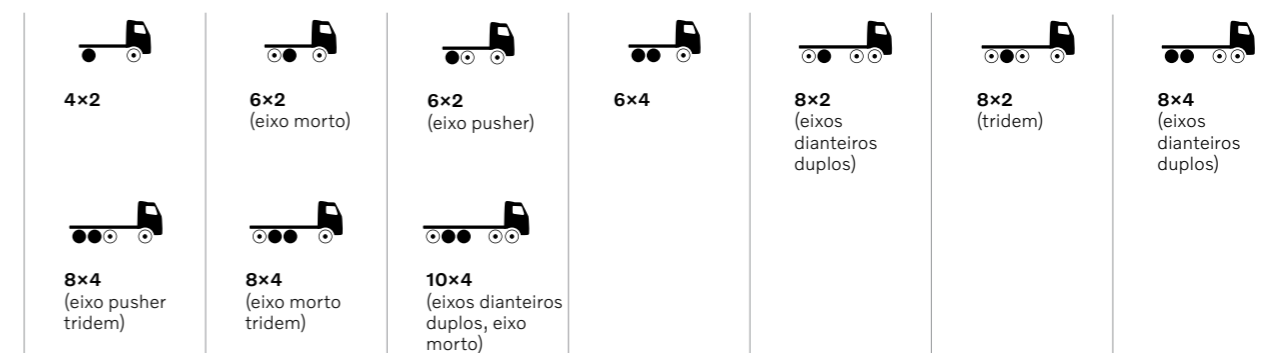 4×2
6×2
(eixo morto)
6×2
(eixo pusher)
6×4
8×2
(eixos
dianteiros
duplos)
8×2
(tridem)
8×4
(eixos
dianteiros
duplos)
8×4
(eixo pusher
tridem)
8×4
(eixo morto
tridem)
10×4
(eixos dianteiros
duplos, eixo
morto)